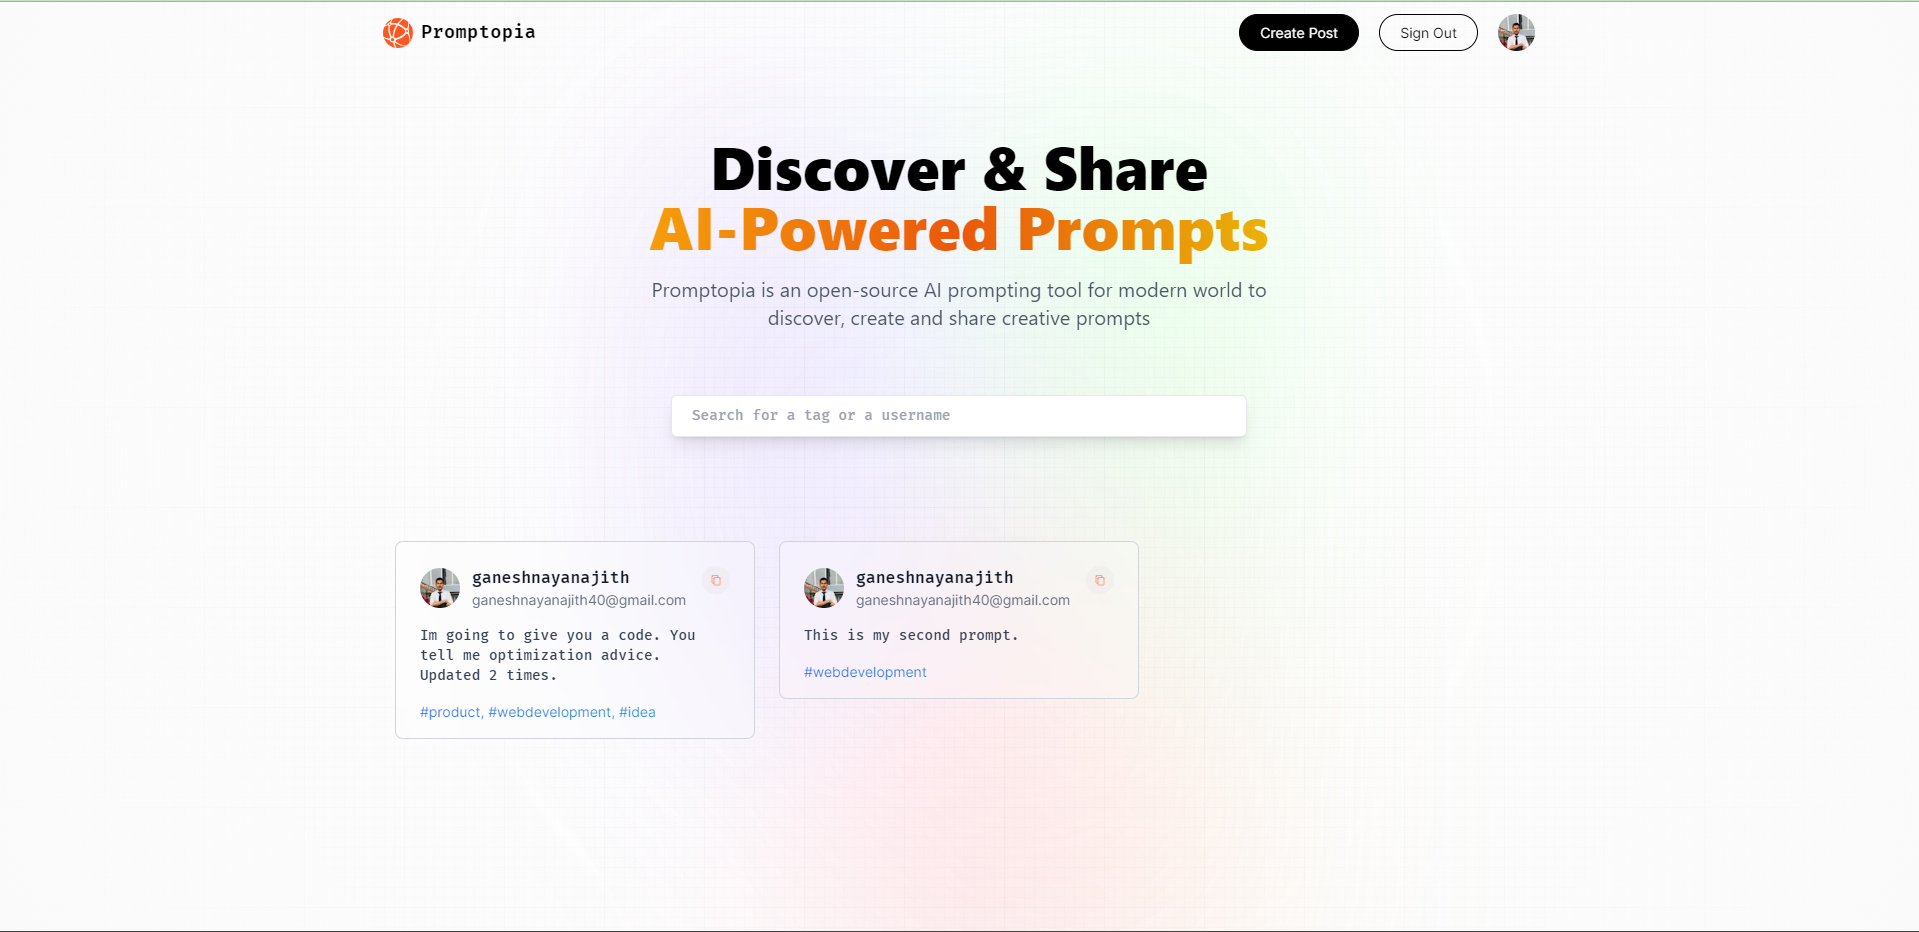 Promptopia
Create Post
Sign Out
Discover & Share
AI-Powered Prompts
Promptopia is an open-source AI prompting tool for modern world to
discover, create and share creative prompts
Search for a tag or a username
ganeshnayanajith
ganeshnayanajith40@gmail.com
Im going to give you a code. You
tell me optimization advice.
Updated 2 times.
#product, #webdevelopment, #idea
ganeshnayanajith
ganeshnayanajith40@gmail.com
This is my second prompt.
#webdevelopment